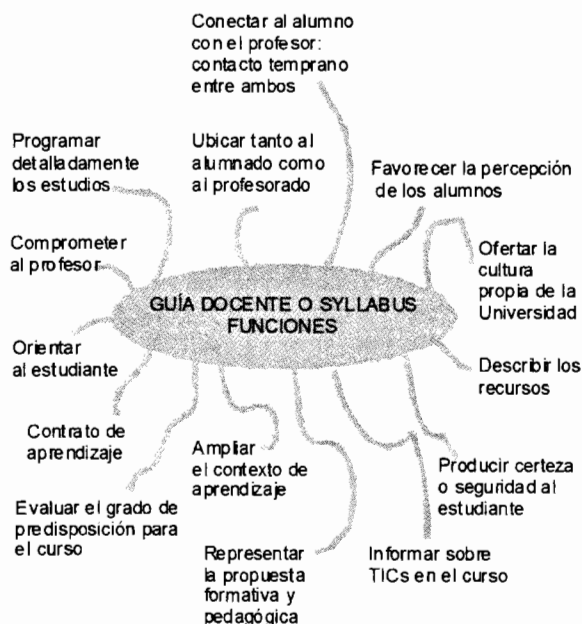 Conectar al alumno
con el profesor:
contacto temprano
entre ambos
Programar
detalladamente
los estudios
Ubicar tanto al
alumnado como
al profesorado
Favorecer la percepción
de los alumnos
Comprometer
al profesor
Ofertar la
cultura
propia de la
Universidad
GUÍA DOCENTE O SYLLABUS
FUNCIONES
Orientar
al estudiante
Describir los
recursos
Contrato de
aprendizaje
Ampliar
el contexto de
aprendizaje
Producir certeza
o seguridad al
estudiante
Evaluar el grado de
predisposición para
el curso
Representar
la propuesta
formativa y
pedagógica
Informar sobre
TICs en el curso